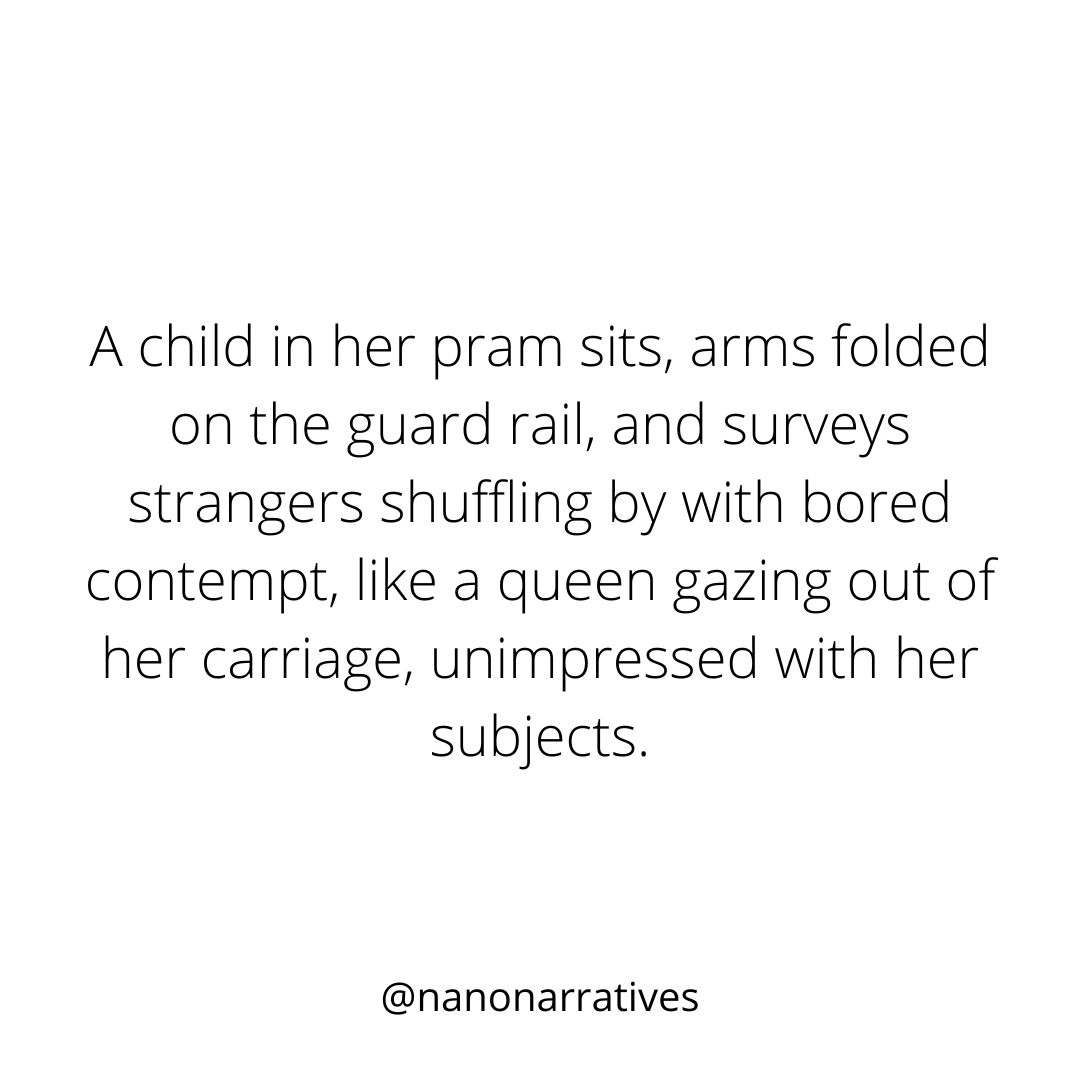 A child in her pram sits, arms folded
on the guard rail, and surveys
strangers shuffling by with bored
contempt, like a queen gazing out of
her carriage, unimpressed with her
subjects.
@nanonarratives